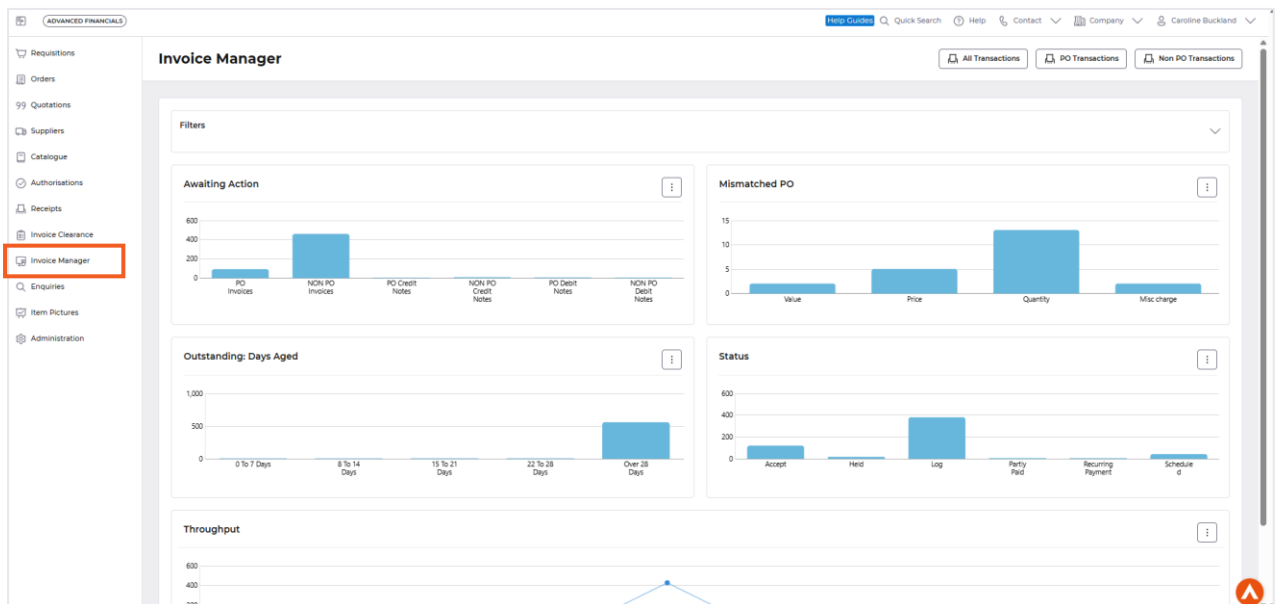 ADVANCED FINANCIALS
Help Guides Quick Search Help Contact Company Caroline Buckland
Requisitions
Orders
99 Quotations
Suppliers
Catalogue
Authorisations
Receipts
Invoice Clearance
Invoice Manager
Enquiries
Item Pictures
Administration
Invoice Manager
All Transactions PO Transactions Non PO Transactions
Filters
Awaiting Action
600
400
200
0
PO
Invoices
NON PO
Invoices
PO Credit
Notes
NON PO
Credit
Notes
PO Debit
Notes
NON PO
Debit
Notes
Mismatched PO
15
10
5
0
Value Price Quantity Misc charge
Outstanding: Days Aged
1,000
500
0
0 To 7 Days
8 To 14
Days
15 To 21
Days
22 To 28
Days
Over 28
Days
Status
600
400
200
0
Accept
Held
Log
Partly
Paid
Recurring
Payment
Schedule
d
Throughput
600
400
200